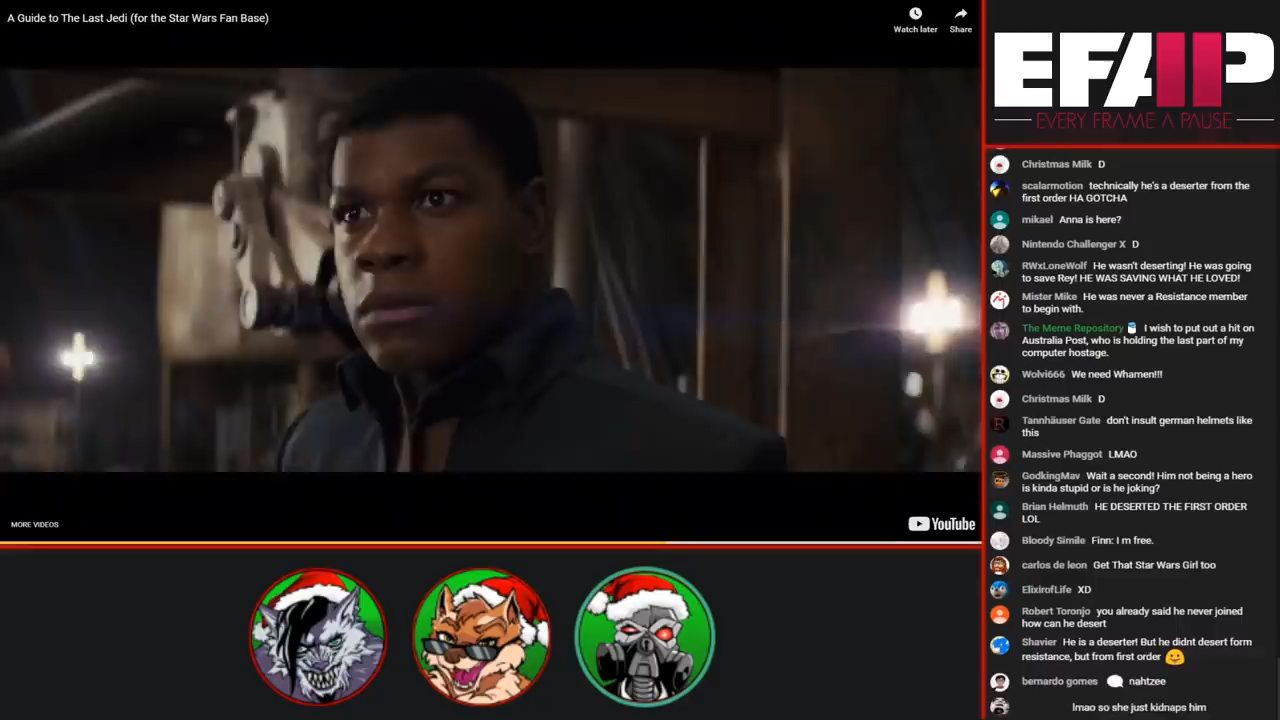 A Guide to The Last Jedi (for the Star Wars Fan Base)
Watch later
Share
MORE VIDEOS
YouTube
EFAP
EVERY FRAME A PAUSE
Christmas Milk D
scalarmotion technically he's a deserter from the
first order HA GOTCHA
mikael Anna is here?
Nintendo Challenger X D
RWxLoneWolf He wasn't deserting! He was going
to save Rey! HE WAS SAVING WHAT HE LOVED!
Mister Mike He was never a Resistance member
to begin with.
The Meme Repository I wish to put out a hit on
Australia Post, who is holding the last part of my
computer hostage.
Wolvi666 We need Whamen!!!
Christmas Milk D
Tannhäuser Gate don't insult german helmets like
this
Massive Phaggot LMAO
GodkingMav Wait a second! Him not being a hero
is kinda stupid or is he joking?
Brian Helmuth HE DESERTED THE FIRST ORDER
LOL
Bloody Simile Finn: I m free.
carlos de leon Get That Star Wars Girl too
ElixirofLife XD
Robert Toronjo you already said he never joined
how can he desert
Shavier He is a deserter! But he didnt desert form
resistance, but from first order
bernardo gomes nahtzee
lmao so she just kidnaps him